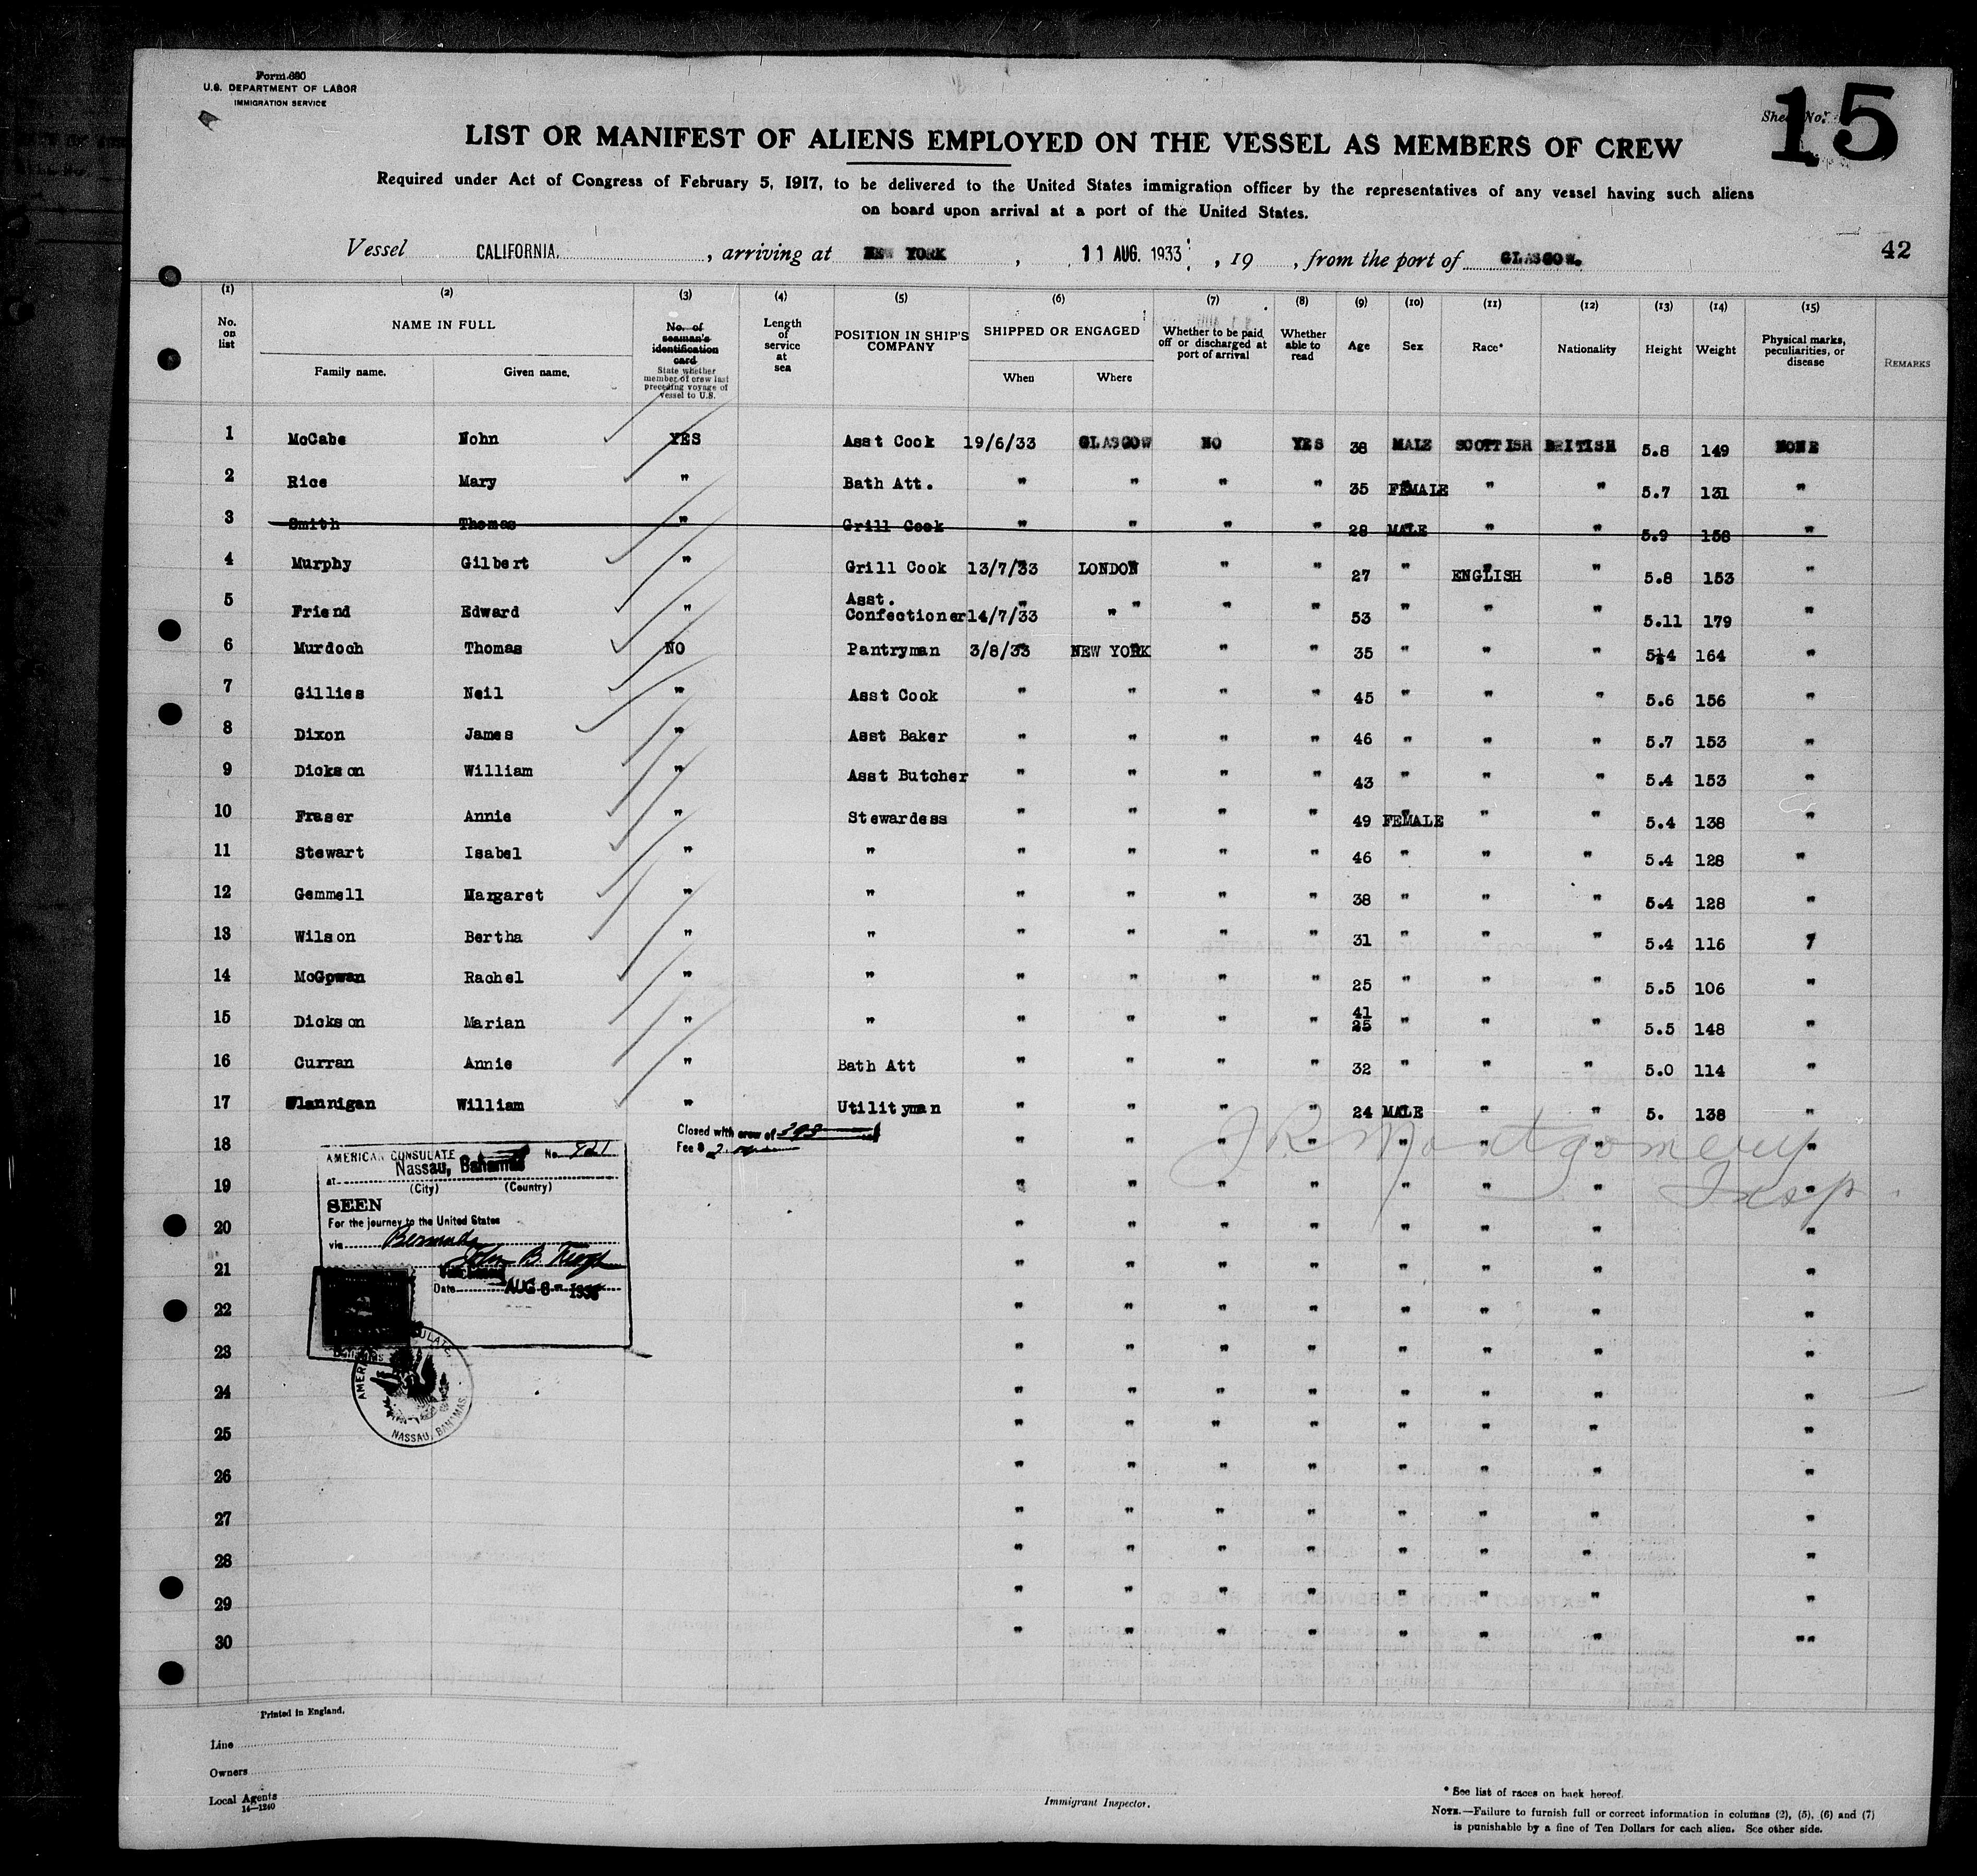 Form 680
U.S. DEPARTMENT OF LABOR
IMMIGRATION SERVICE
Sheet No.
15
LIST OR MANIFEST OF ALIENS EMPLOYED ON THE VESSEL AS MEMBERS OF CREW
Required under Act of Congress of February 5, 1917, to be delivered to the United States immigration officer by the representatives of any vessel having such aliens
on board upon arrival at a port of the United States.
Vessel CALIFORNIA. , arriving at NEW YORK , 11 AUG. 1933 , 19 , from the port of GLASGOW.
42
(1) No. on list (2) NAME IN FULL Family name. Given name. (3) No. of seaman's identification card State whether member of crew last preceding voyage of vessel to U.S. (4) Length of service at sea (5) POSITION IN SHIP'S COMPANY (6) SHIPPED OR ENGAGED When Where (7) Whether to be paid off or discharged at port of arrival (8) Whether able to read (9) Age (10) Sex (11) Race* (12) Nationality (13) Height (14) Weight (15) Physical marks, peculiarities, or disease REMARKS
1 McCabe Nohn YES Asst Cook 19/6/33 GLASGOW NO YES 38 MALE SCOTTISH BRITISH 5.8 149 NONE
2 Rice Mary " Bath Att. " " " " 35 FEMALE " " 5.7 131 "
3 Smith Thomas " Grill Cook " " " " 28 MALE " " 5.9 158 "
4 Murphy Gilbert " Grill Cook 13/7/33 LONDON " " 27 " ENGLISH " 5.8 153 "
5 Friend Edward " Asst. Confectioner 14/7/33 " " " " 53 " " " 5.11 179 "
6 Murdoch Thomas NO Pantryman 3/8/33 NEW YORK " " 35 " " " 164 "
7 Gillies Neil " Asst Cook " " " " 45 " " " 5.6 156 "
8 Dixon James " Asst Baker " " " " 46 " " " 5.7 153 "
9 Dickson William " Asst Butcher " " " " 43 " " " 5.4 153 "
10 Fraser Annie " Stewardess " " " " 49 FEMALE " " 5.4 138 "
11 Stewart Isabel " " " " " " 46 " " " 5.4 128 "
12 Gemmell Margaret " " " " " " 38 " " " 5.4 128 "
13 Wilson Bertha " " " " " " 31 " " " 5.4 116 "
14 McGowan Rachel " " " " " " 25 " " " 5.5 106 "
15 Dickson Marian " " " " " " 41 25 " " " 5.5 148 "
16 Curran Annie " Bath Att " " " " 32 " " " 5.0 114 "
17 Flannigan William " Utilityman " " " " 24 MALE " " 5. 138 "
Closed with crew of 398
Fee $ 2.
18 " " " " " " " "
19 " " " " " " " "
20 " " " " " " " "
21 " " " " " " " "
22 " " " " " " " "
23 " " " " " " " "
24 " " " " " " " "
25 " " " " " " " "
26 " " " " " " " "
27 " " " " " " " "
28 " " " " " " " "
29 " " " " " " " "
30 " " " " " " " ""
J R Montgomery
Insp.
AMERICAN CONSULATE No.
at Nassau, Bahamas
(City) (Country)
SEEN
For the journey to the United States
via Bermuda
John B.
Date AUG 8-
AMERICAN CONSULATE
NASSAU, BAHAMAS.
Printed in England.
Line
Owners
Local Agents
14—1240
Immigrant Inspector.
* See list of races on back hereof.
NOTE.—Failure to furnish full or correct information in columns (2), (5), (6) and (7)
is punishable by a fine of Ten Dollars for each alien. See other side.